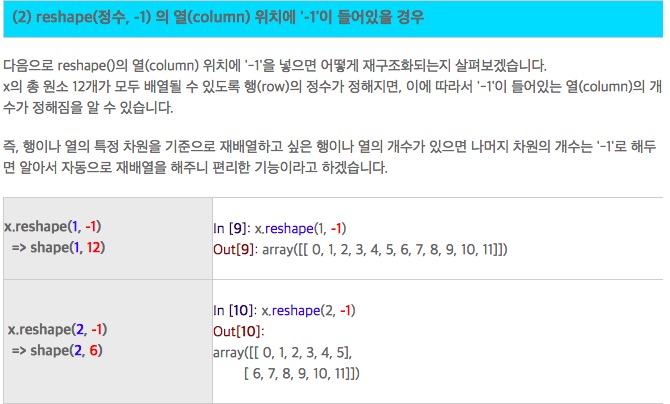 (2) reshape(정수, -1) 의 열(column) 위치에 '-1'이 들어있을 경우
다음으로 reshape()의 열(column) 위치에 '-1'을 넣으면 어떻게 재구조화되는지 살펴보겠습니다.
x의 총 원소 12개가 모두 배열될 수 있도록 행(row)의 정수가 정해지면, 이에 따라서 '-1'이 들어있는 열(column)의 개
수가 정해짐을 알 수 있습니다.
즉, 행이나 열의 특정 차원을 기준으로 재배열하고 싶은 행이나 열의 개수가 있으면 나머지 차원의 개수는 '-1'로 해두
면 알아서 자동으로 재배열을 해주니 편리한 기능이라고 하겠습니다.
x.reshape(1, -1)
=> shape(1, 12)
In [9]: x.reshape(1, -1)
Out[9]: array([[ 0, 1, 2, 3, 4, 5, 6, 7, 8, 9, 10, 11]])
x.reshape(2, -1)
=> shape(2, 6)
In [10]: x.reshape(2, -1)
Out[10]:
array([[ 0, 1, 2, 3, 4, 5],
[ 6, 7, 8, 9, 10, 11]])